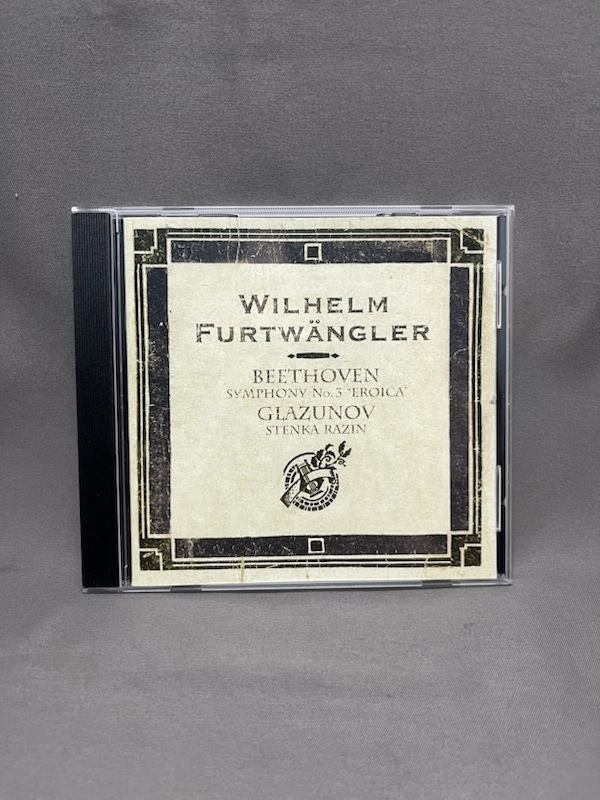 WILHELM
FURTWÄNGLER
BEETHOVEN
SYMPHONY No.3 "EROICA"
GLAZUNOV
STENKA RAZIN